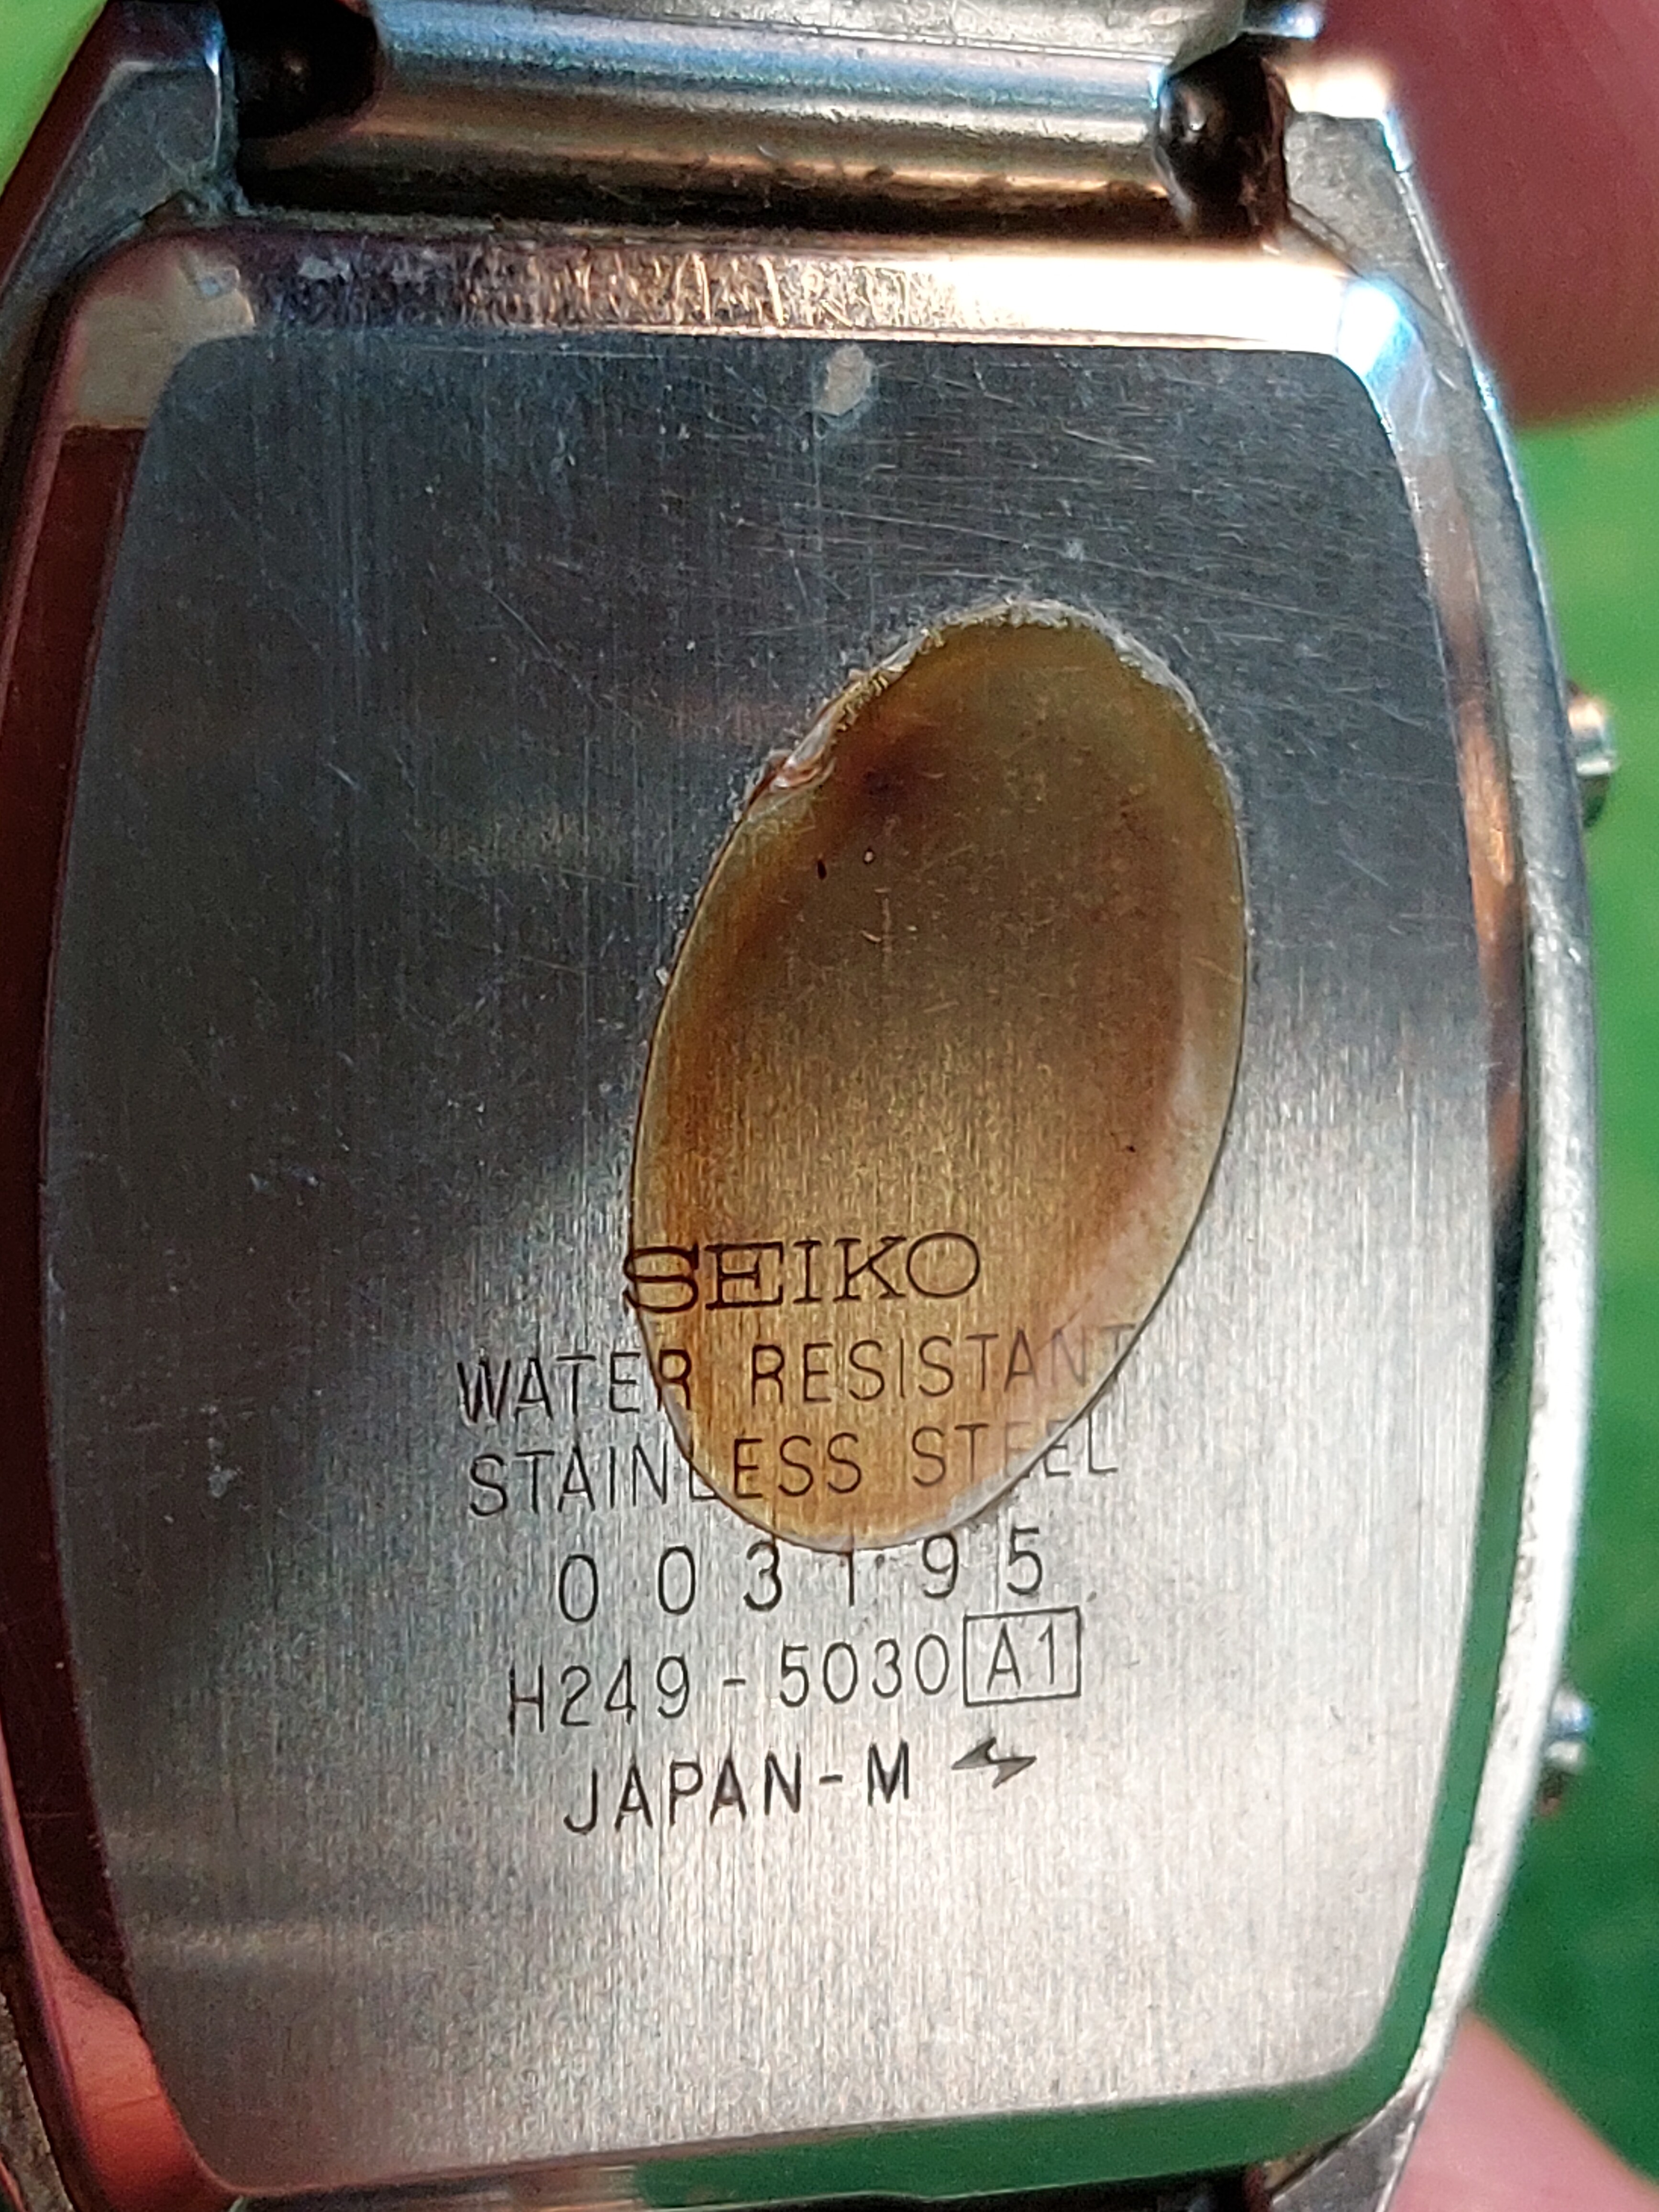 SEIKO
WATER RESISTANT
STAINLESS STEEL
003195
H249-5030 A1
JAPAN-M